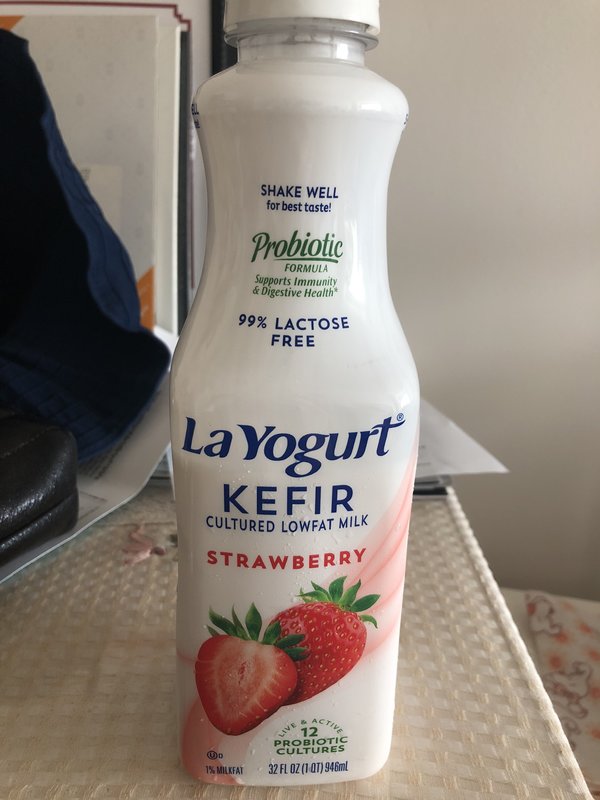 SHAKE WELL
for best taste!
Probiotic
FORMULA
Supports Immunity
& Digestive Health*
99% LACTOSE
FREE
La Yogurt®
KEFIR
CULTURED LOWFAT MILK
STRAWBERRY
LIVE & ACTIVE
12
PROBIOTIC
CULTURES
U D
1% MILKFAT
32 FL OZ (1 QT) 946mL